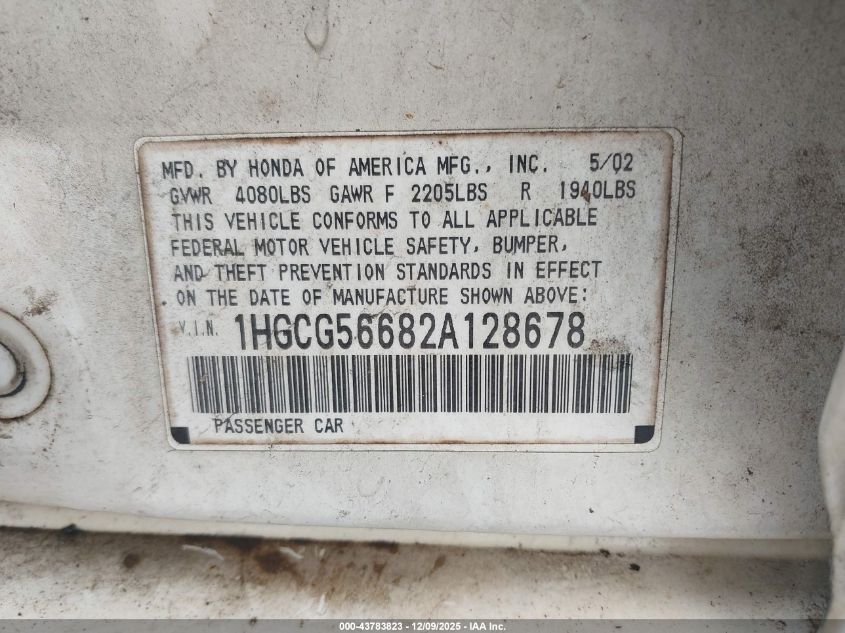 MFD. BY HONDA OF AMERICA MFG., INC. 5/02
GVWR 4080LBS GAWR F 2205LBS R 1940LBS
THIS VEHICLE CONFORMS TO ALL APPLICABLE
FEDERAL MOTOR VEHICLE SAFETY, BUMPER,
AND THEFT PREVENTION STANDARDS IN EFFECT
ON THE DATE OF MANUFACTURE SHOWN ABOVE:
V.I.N. 1HGCG56682A128678
PASSENGER CAR
000-43783823 - 12/09/2025 - IAA Inc.